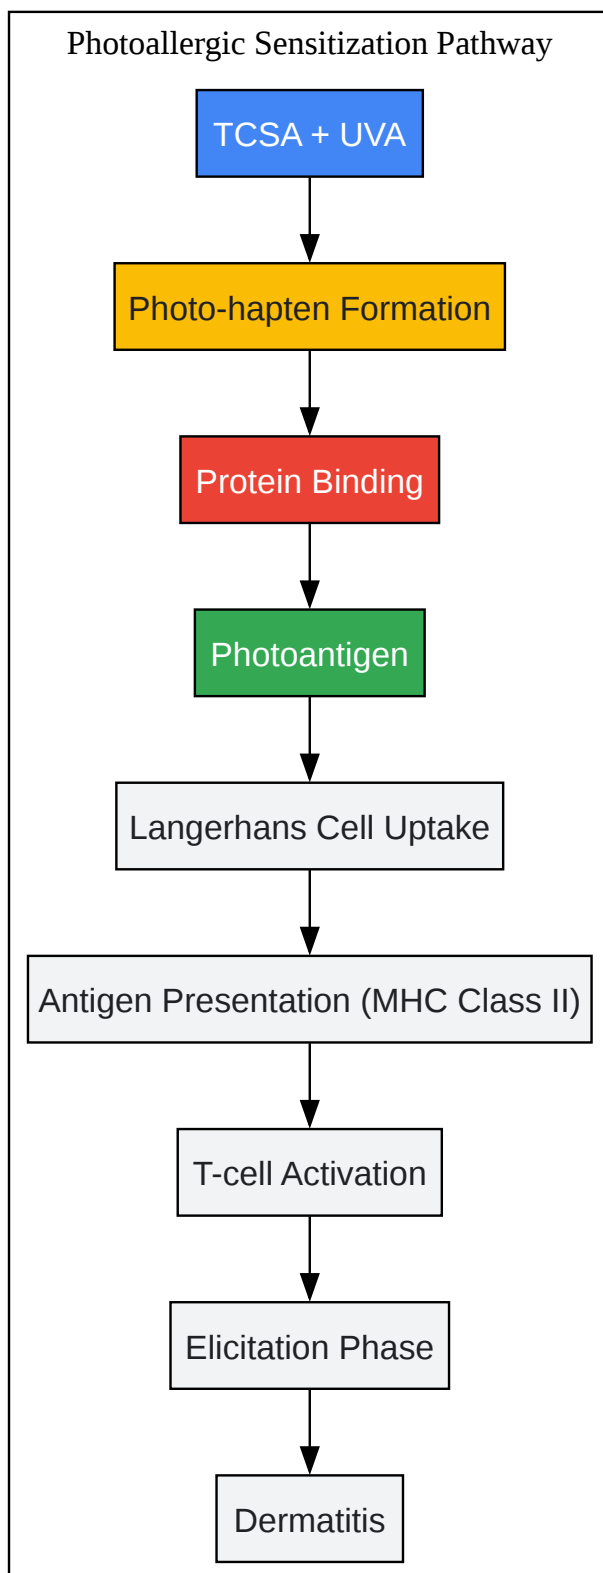 Photoallergic Sensitization Pathway
TCSA + UVA
Photo-hapten Formation
Protein Binding
Photoantigen
Langerhans Cell Uptake
Antigen Presentation (MHC Class II)
T-cell Activation
Elicitation Phase
Dermatitis